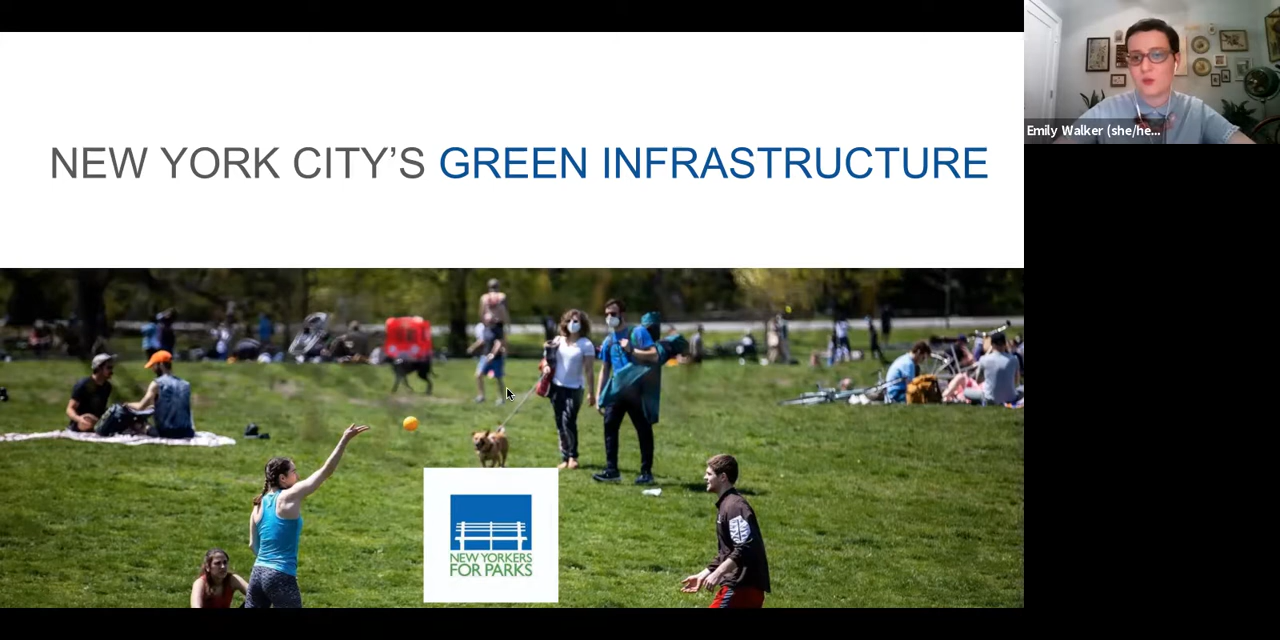 NEW YORK CITY’S GREEN INFRASTRUCTURE
Emily Walker (she/he...
NEW YORKERS
FOR PARKS